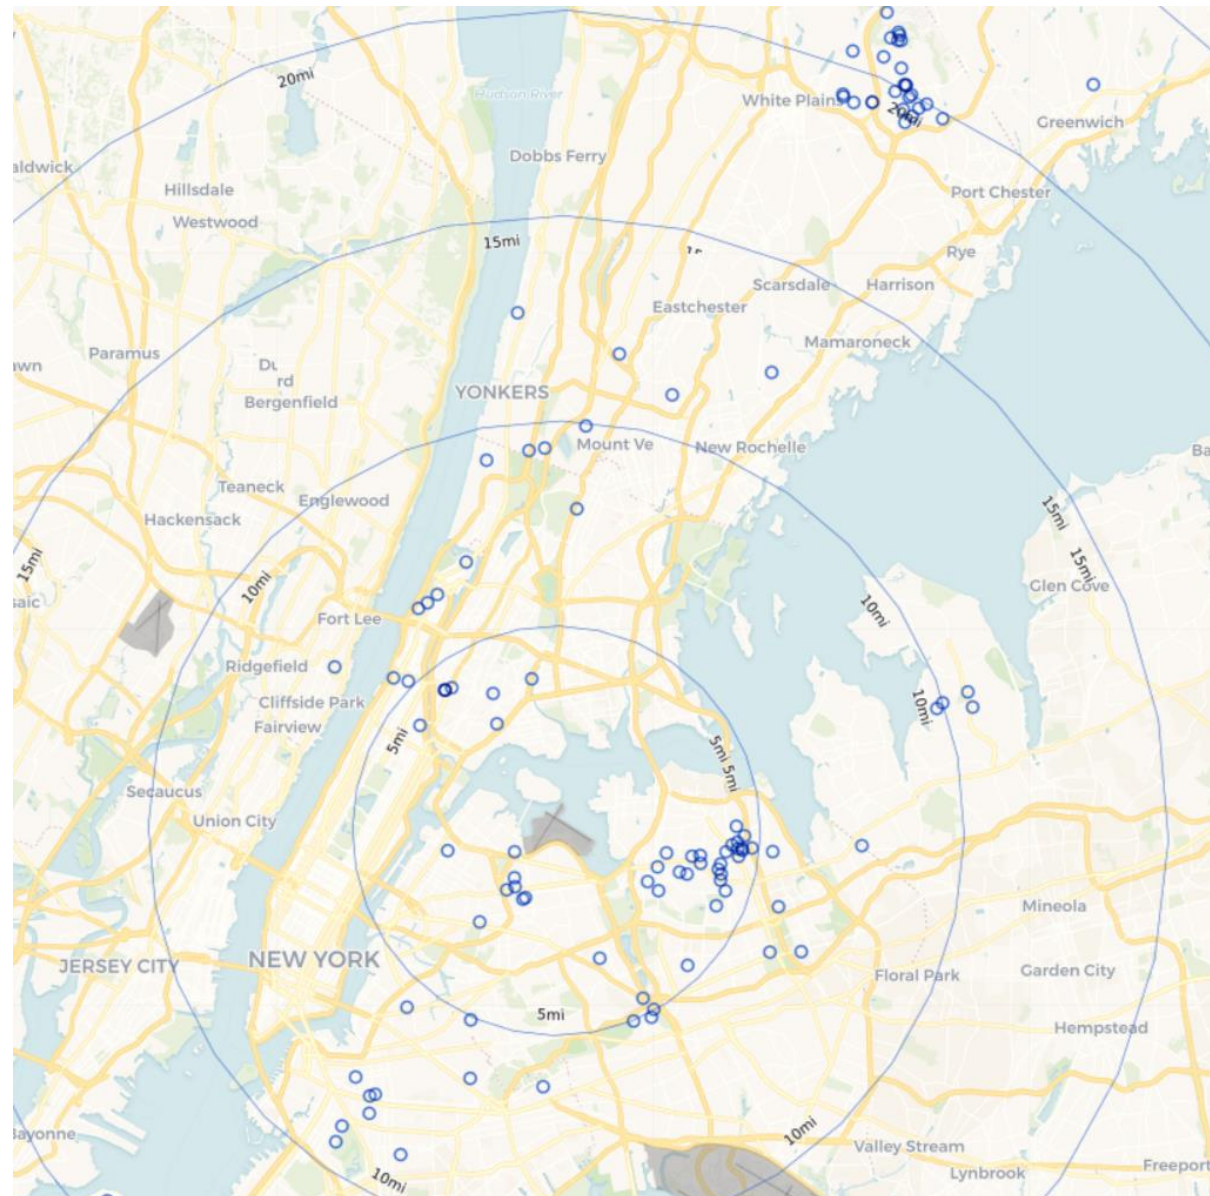 20mi
Hudson River
White Plains
20mi
Greenwich
Dobbs Ferry
aldwick
Hillsdale
Westwood
Port Chester
15mi
Rye
Scarsdale
Harrison
Eastchester
Mamaroneck
Paramus
awn
Du
rd
Bergenfield
YONKERS
Mount Ve
New Rochelle
Ba
Teaneck
Englewood
Hackensack
15mi
15mi
15mi
10mi
Glen Cove
saic
10mi
Fort Lee
Ridgefield
Cliffside Park
Fairview
10mi
5mi
5mi
5mi
Secaucus
Union City
Mineola
NEW YORK
JERSEY CITY
Floral Park
Garden City
5mi
Hempstead
10mi
Bayonne
Valley Stream
Lynbrook
Freeport
10mi